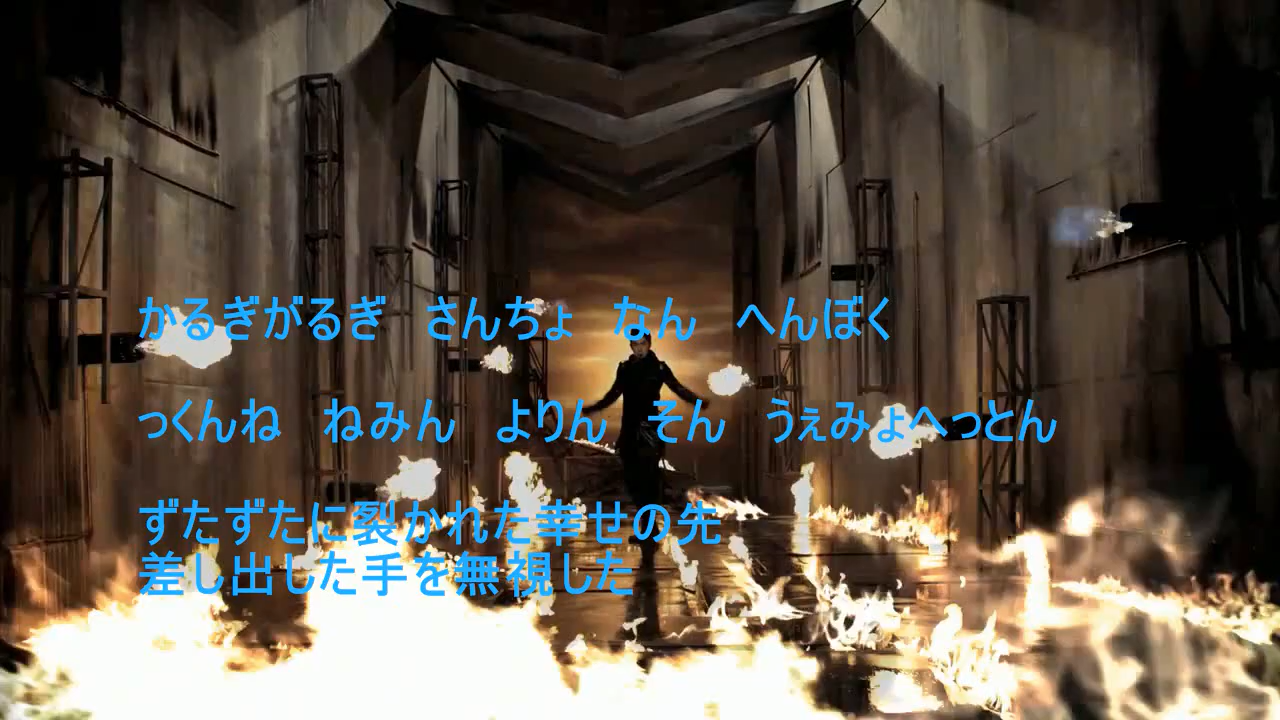 かるぎがるぎ　さんちょ　なん　へんぼく
っくんね　ねみん　よりん　そん　うぇみょへっとん
ずたずたに裂かれた幸せの先
差し出した手を無視した